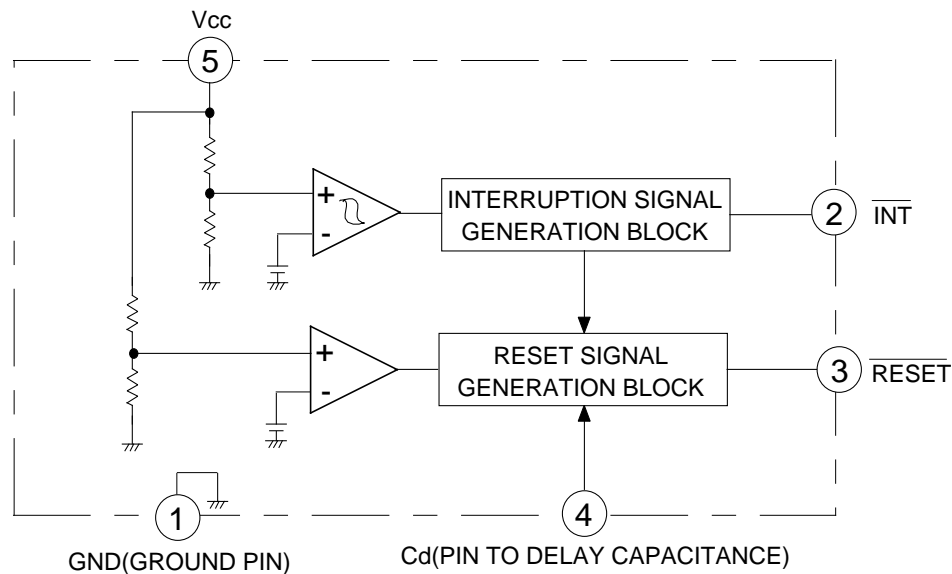 Vcc
5
+
-
INTERRUPTION SIGNAL
GENERATION BLOCK
2
INT
+
-
RESET SIGNAL
GENERATION BLOCK
3
RESET
1
GND(GROUND PIN)
4
Cd(PIN TO DELAY CAPACITANCE)